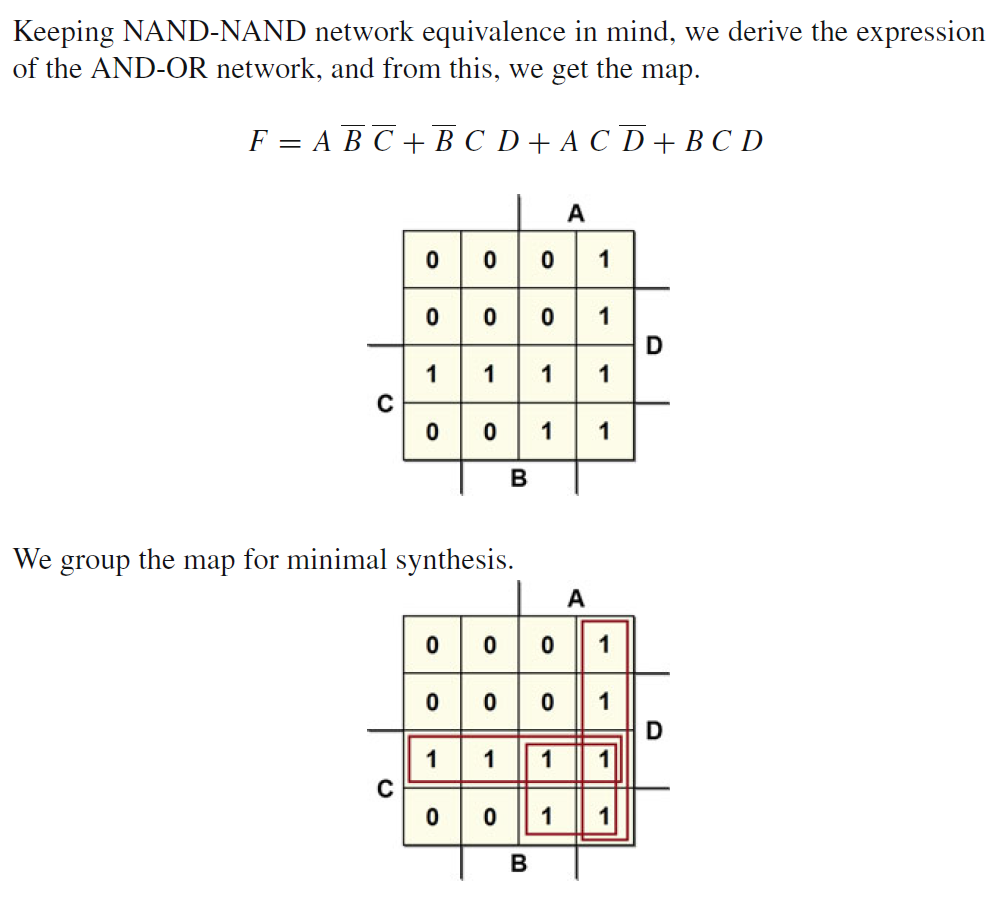 Keeping NAND-NAND network equivalence in mind, we derive the expression
of the AND-OR network, and from this, we get the map.
F = A B̅ C̅ + B̅ C D + A C D̅ + B C D
A
0 0 0 1
0 0 0 1
D
1 1 1 1
C
0 0 1 1
B
We group the map for minimal synthesis.
A
0 0 0 1
0 0 0 1
D
1 1 1 1
C
0 0 1 1
B